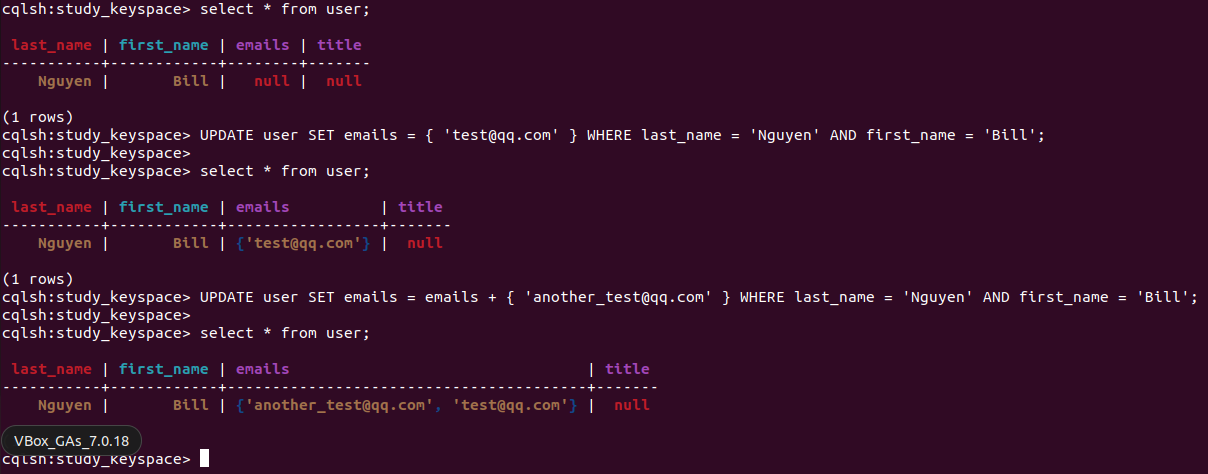 cqlsh:study_keyspace> select * from user;
last_name | first_name | emails | title
-----------+------------+--------+-------
Nguyen | Bill | null | null
(1 rows)
cqlsh:study_keyspace> UPDATE user SET emails = { 'test@qq.com' } WHERE last_name = 'Nguyen' AND first_name = 'Bill';
cqlsh:study_keyspace>
cqlsh:study_keyspace> select * from user;
last_name | first_name | emails | title
-----------+------------+-----------------+-------
Nguyen | Bill | {'test@qq.com'} | null
(1 rows)
cqlsh:study_keyspace> UPDATE user SET emails = emails + { 'another_test@qq.com' } WHERE last_name = 'Nguyen' AND first_name = 'Bill';
cqlsh:study_keyspace>
cqlsh:study_keyspace> select * from user;
last_name | first_name | emails | title
-----------+------------+----------------------------------------+-------
Nguyen | Bill | {'another_test@qq.com', 'test@qq.com'} | null
VBox_GAs_7.0.18
cqlsh:study_keyspace>